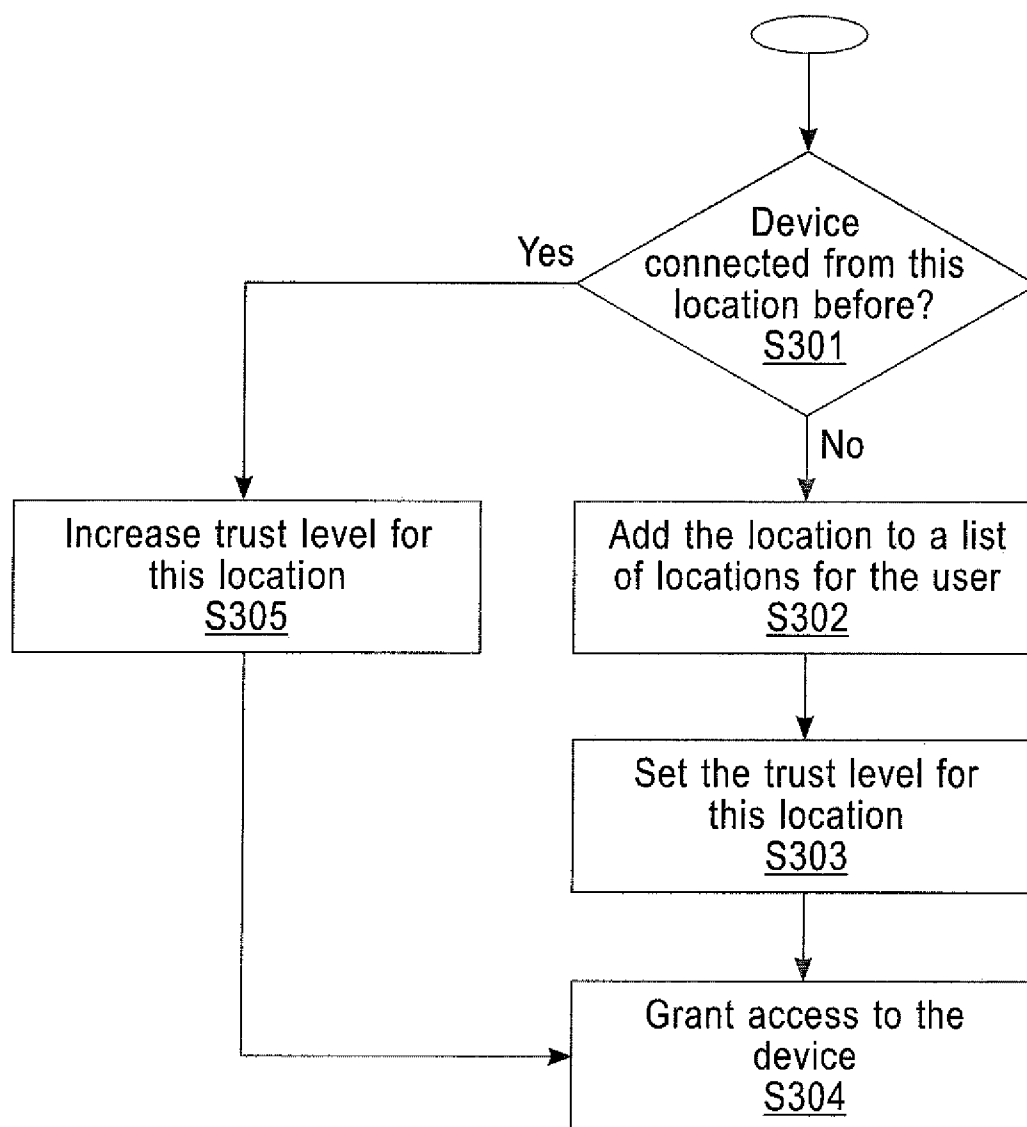 Device
connected from this
location before?
S301
Yes
No
Increase trust level for
this location
S305
Add the location to a list
of locations for the user
S302
Set the trust level for
this location
S303
Grant access to the
device
S304